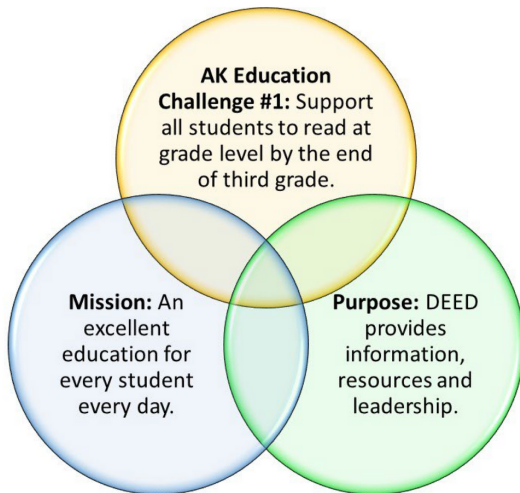 AK Education
Challenge #1: Support
all students to read at
grade level by the end
of third grade.
Mission: An
excellent
education for
every student
every day.
Purpose: DEED
provides
information,
resources and
leadership.